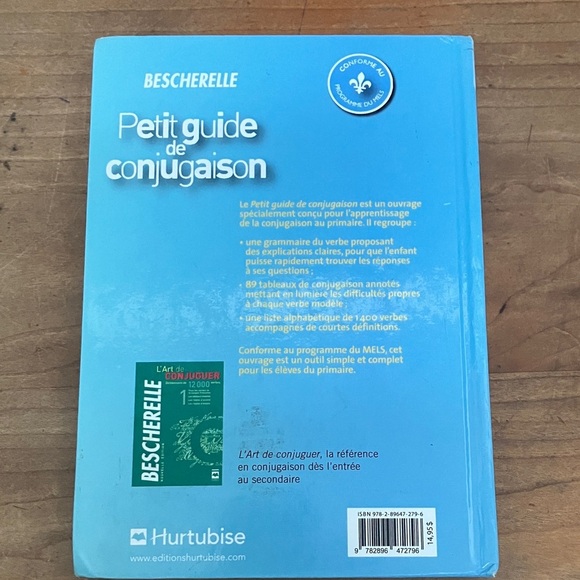 BESCHERELLE
CONFORME AU
PROGRAMME DU MELS
Petit guide
de
conjugaison
Le Petit guide de conjugaison est un ouvrage
spécialement conçu pour l'apprentissage
de la conjugaison au primaire. Il regroupe :
• une grammaire du verbe proposant
des explications claires, pour que l'enfant
puisse rapidement trouver les réponses
à ses questions ;
• 89 tableaux de conjugaison annotés
mettant en lumière les difficultés propres
à chaque verbe modèle ;
• une liste alphabétique de 1400 verbes
accompagnés de courtes définitions.
Conforme au programme du MELS, cet
ouvrage est un outil simple et complet
pour les élèves du primaire.
L'Art de
CONJUGUER
12 000
1
BESCHERELLE
L'Art de conjuguer, la référence
en conjugaison dès l'entrée
au secondaire
Hurtubise
www.editionshurtubise.com
ISBN 978-2-89647-279-6
14,95$
9 782896 472796